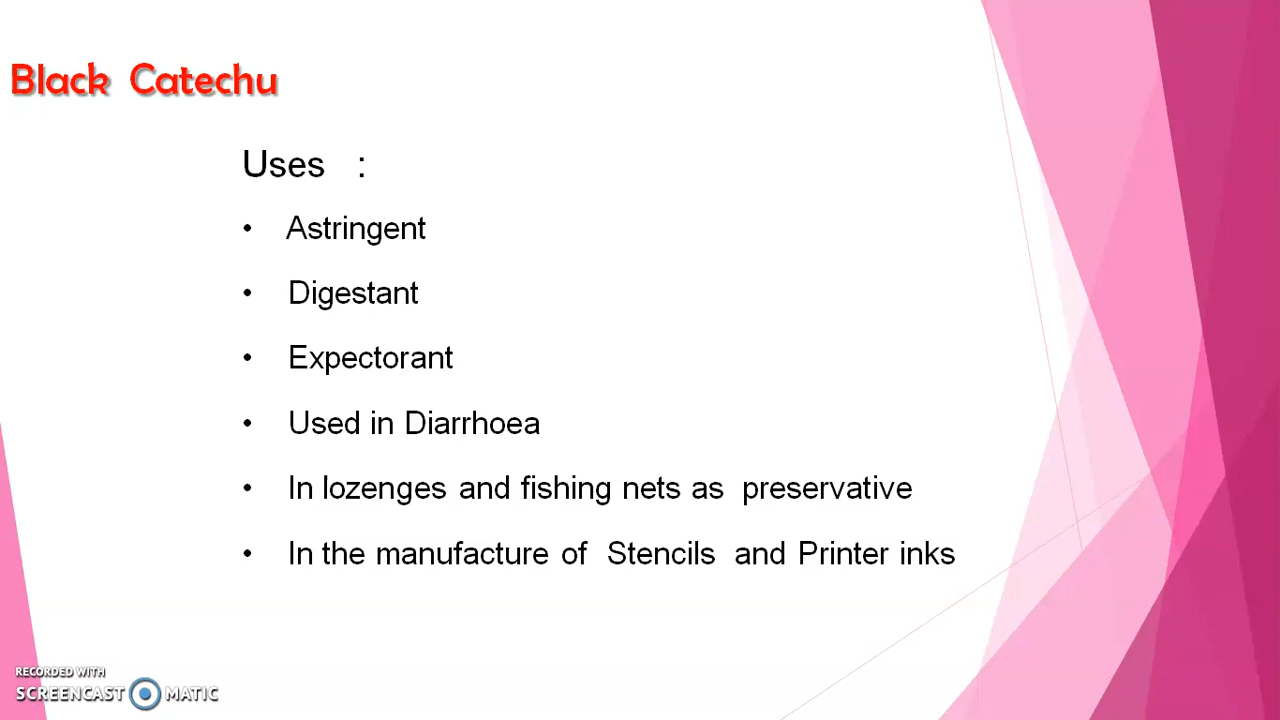 Black Catechu
Uses :
• Astringent
• Digestant
• Expectorant
• Used in Diarrhoea
• In lozenges and fishing nets as preservative
• In the manufacture of Stencils and Printer inks
RECORDED WITH
SCREENCAST MATIC